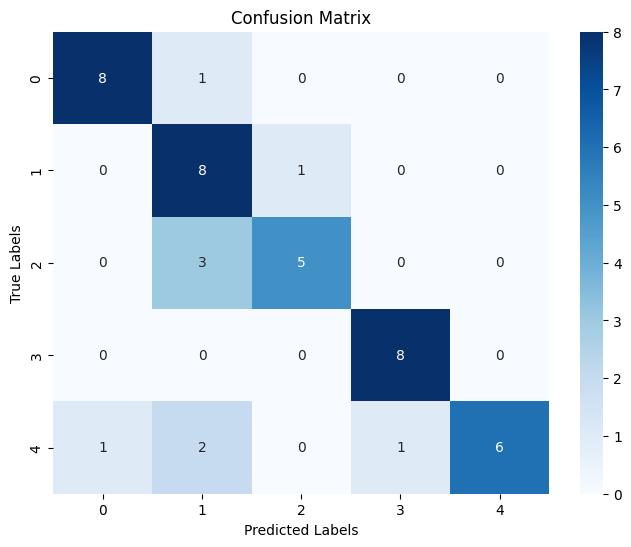 Confusion Matrix
True Labels
0 8 1 0 0 0
1 0 8 1 0 0
2 0 3 5 0 0
3 0 0 0 8 0
4 1 2 0 1 6
0 1 2 3 4
Predicted Labels
8
7
6
5
4
3
2
1
0